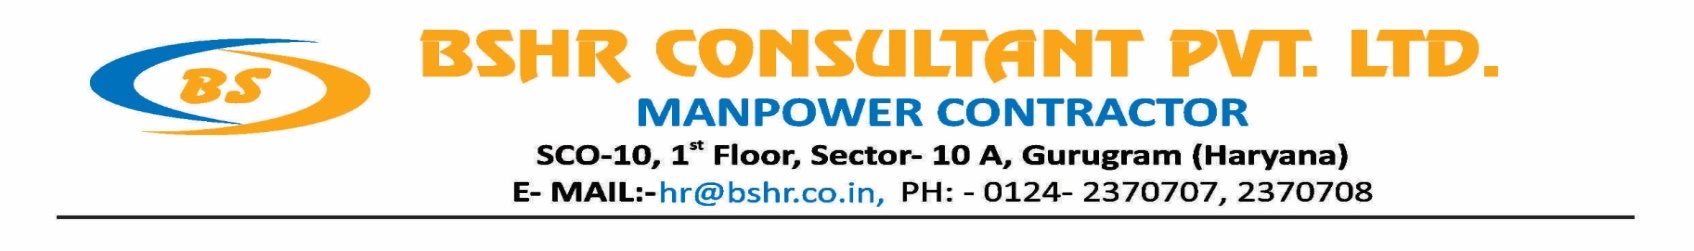 BS
BSHR CONSULTANT PVT. LTD.
MANPOWER CONTRACTOR
SCO-10, 1st Floor, Sector- 10 A, Gurugram (Haryana)
E- MAIL:-hr@bshr.co.in, PH: - 0124- 2370707, 2370708